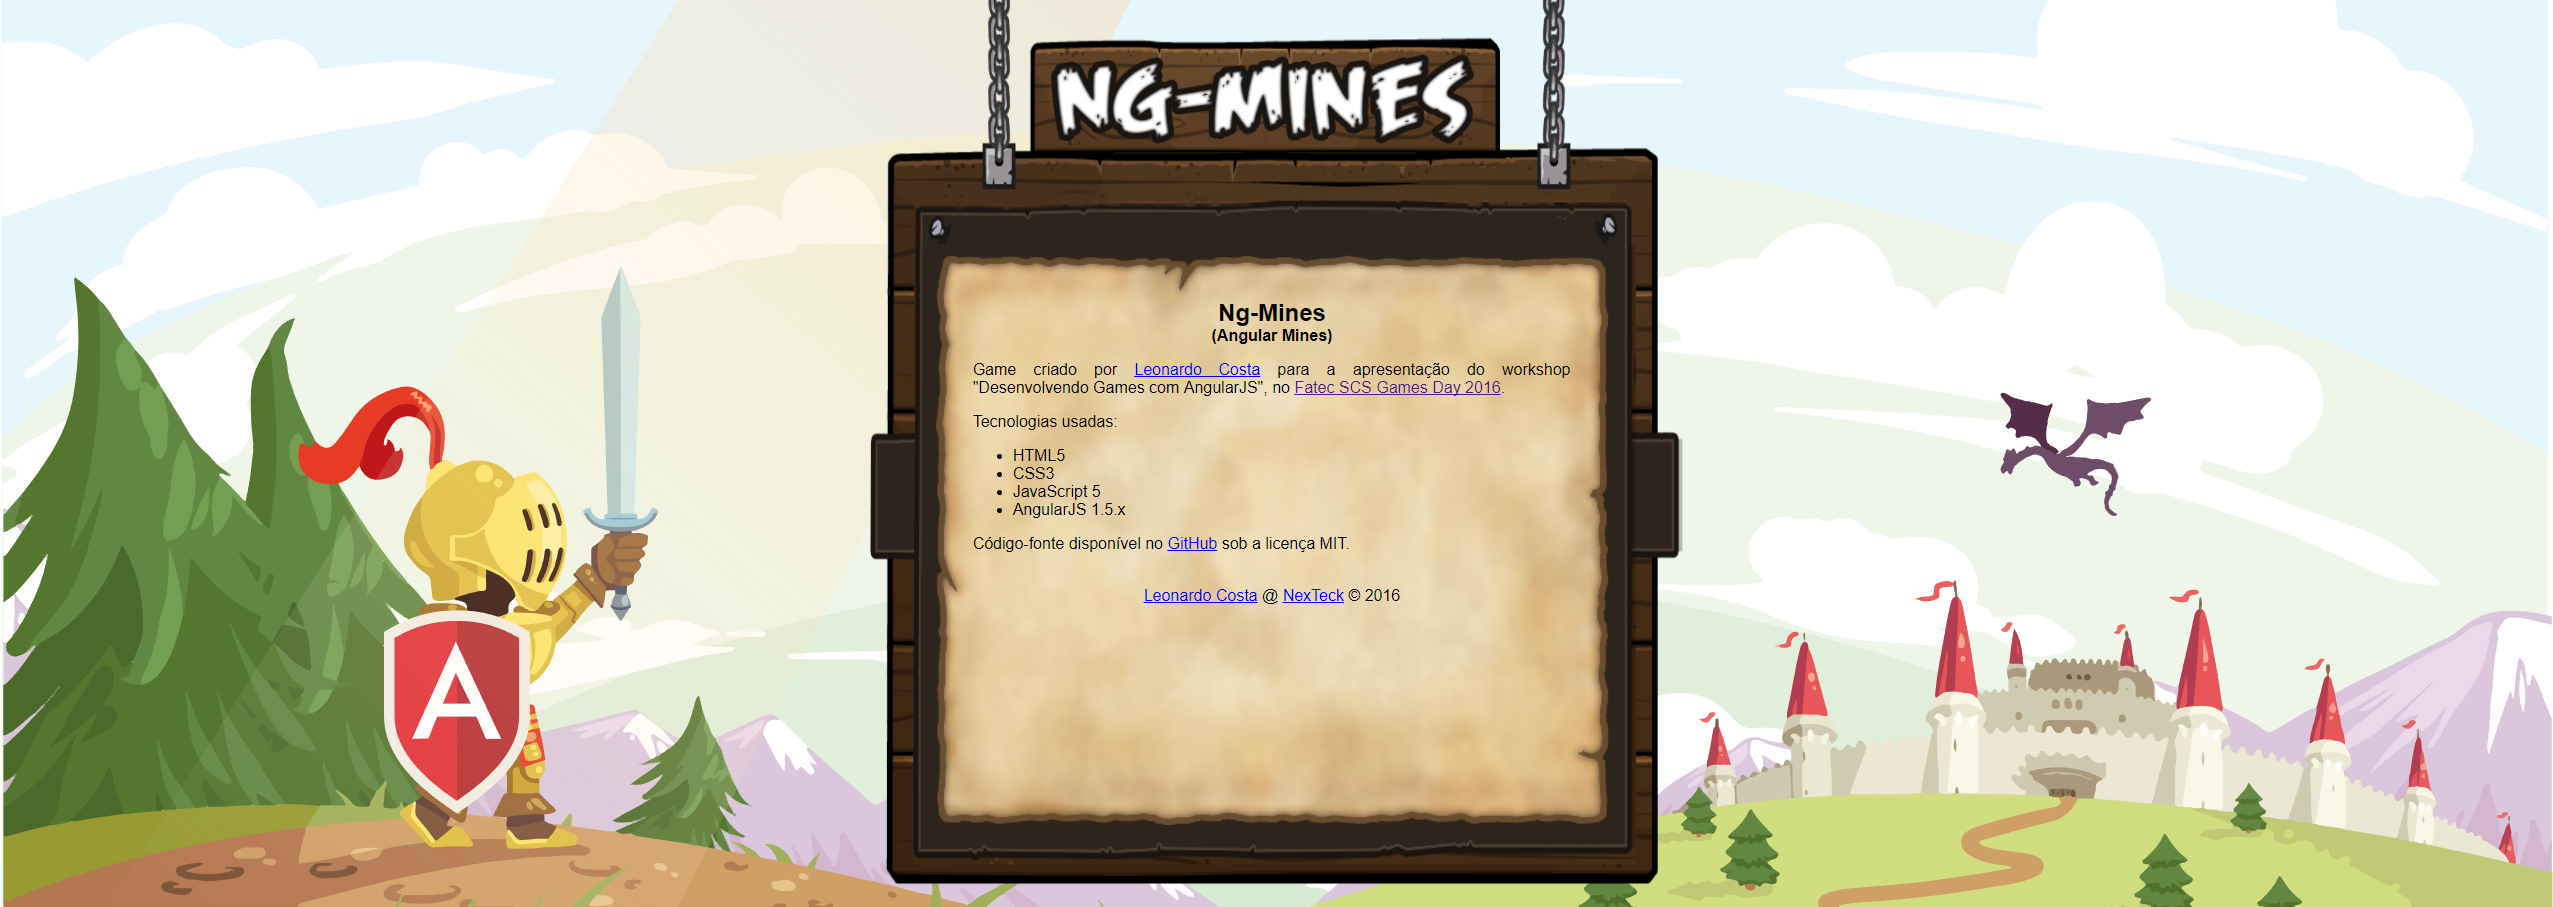 NG-MINES
Ng-Mines
(Angular Mines)
Game criado por Leonardo Costa para a apresentação do workshop
"Desenvolvendo Games com AngularJS", no Fatec SCS Games Day 2016.
Tecnologias usadas:
HTML5
CSS3
JavaScript 5
AngularJS 1.5.x
Código-fonte disponível no GitHub sob a licença MIT.
Leonardo Costa @ NexTeck © 2016
A